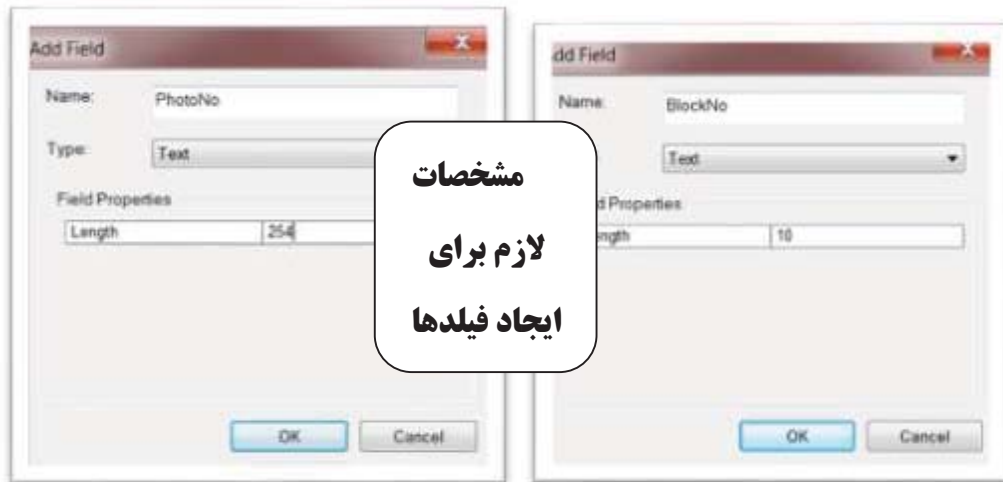 Add Field
Name: PhotoNo
Type: Text
Field Properties
Length 254
OK Cancel
مشخصات
لازم برای
ایجاد فیلدها
dd Field
Name: BlockNo
Text
d Properties
ngth 10
OK Cancel